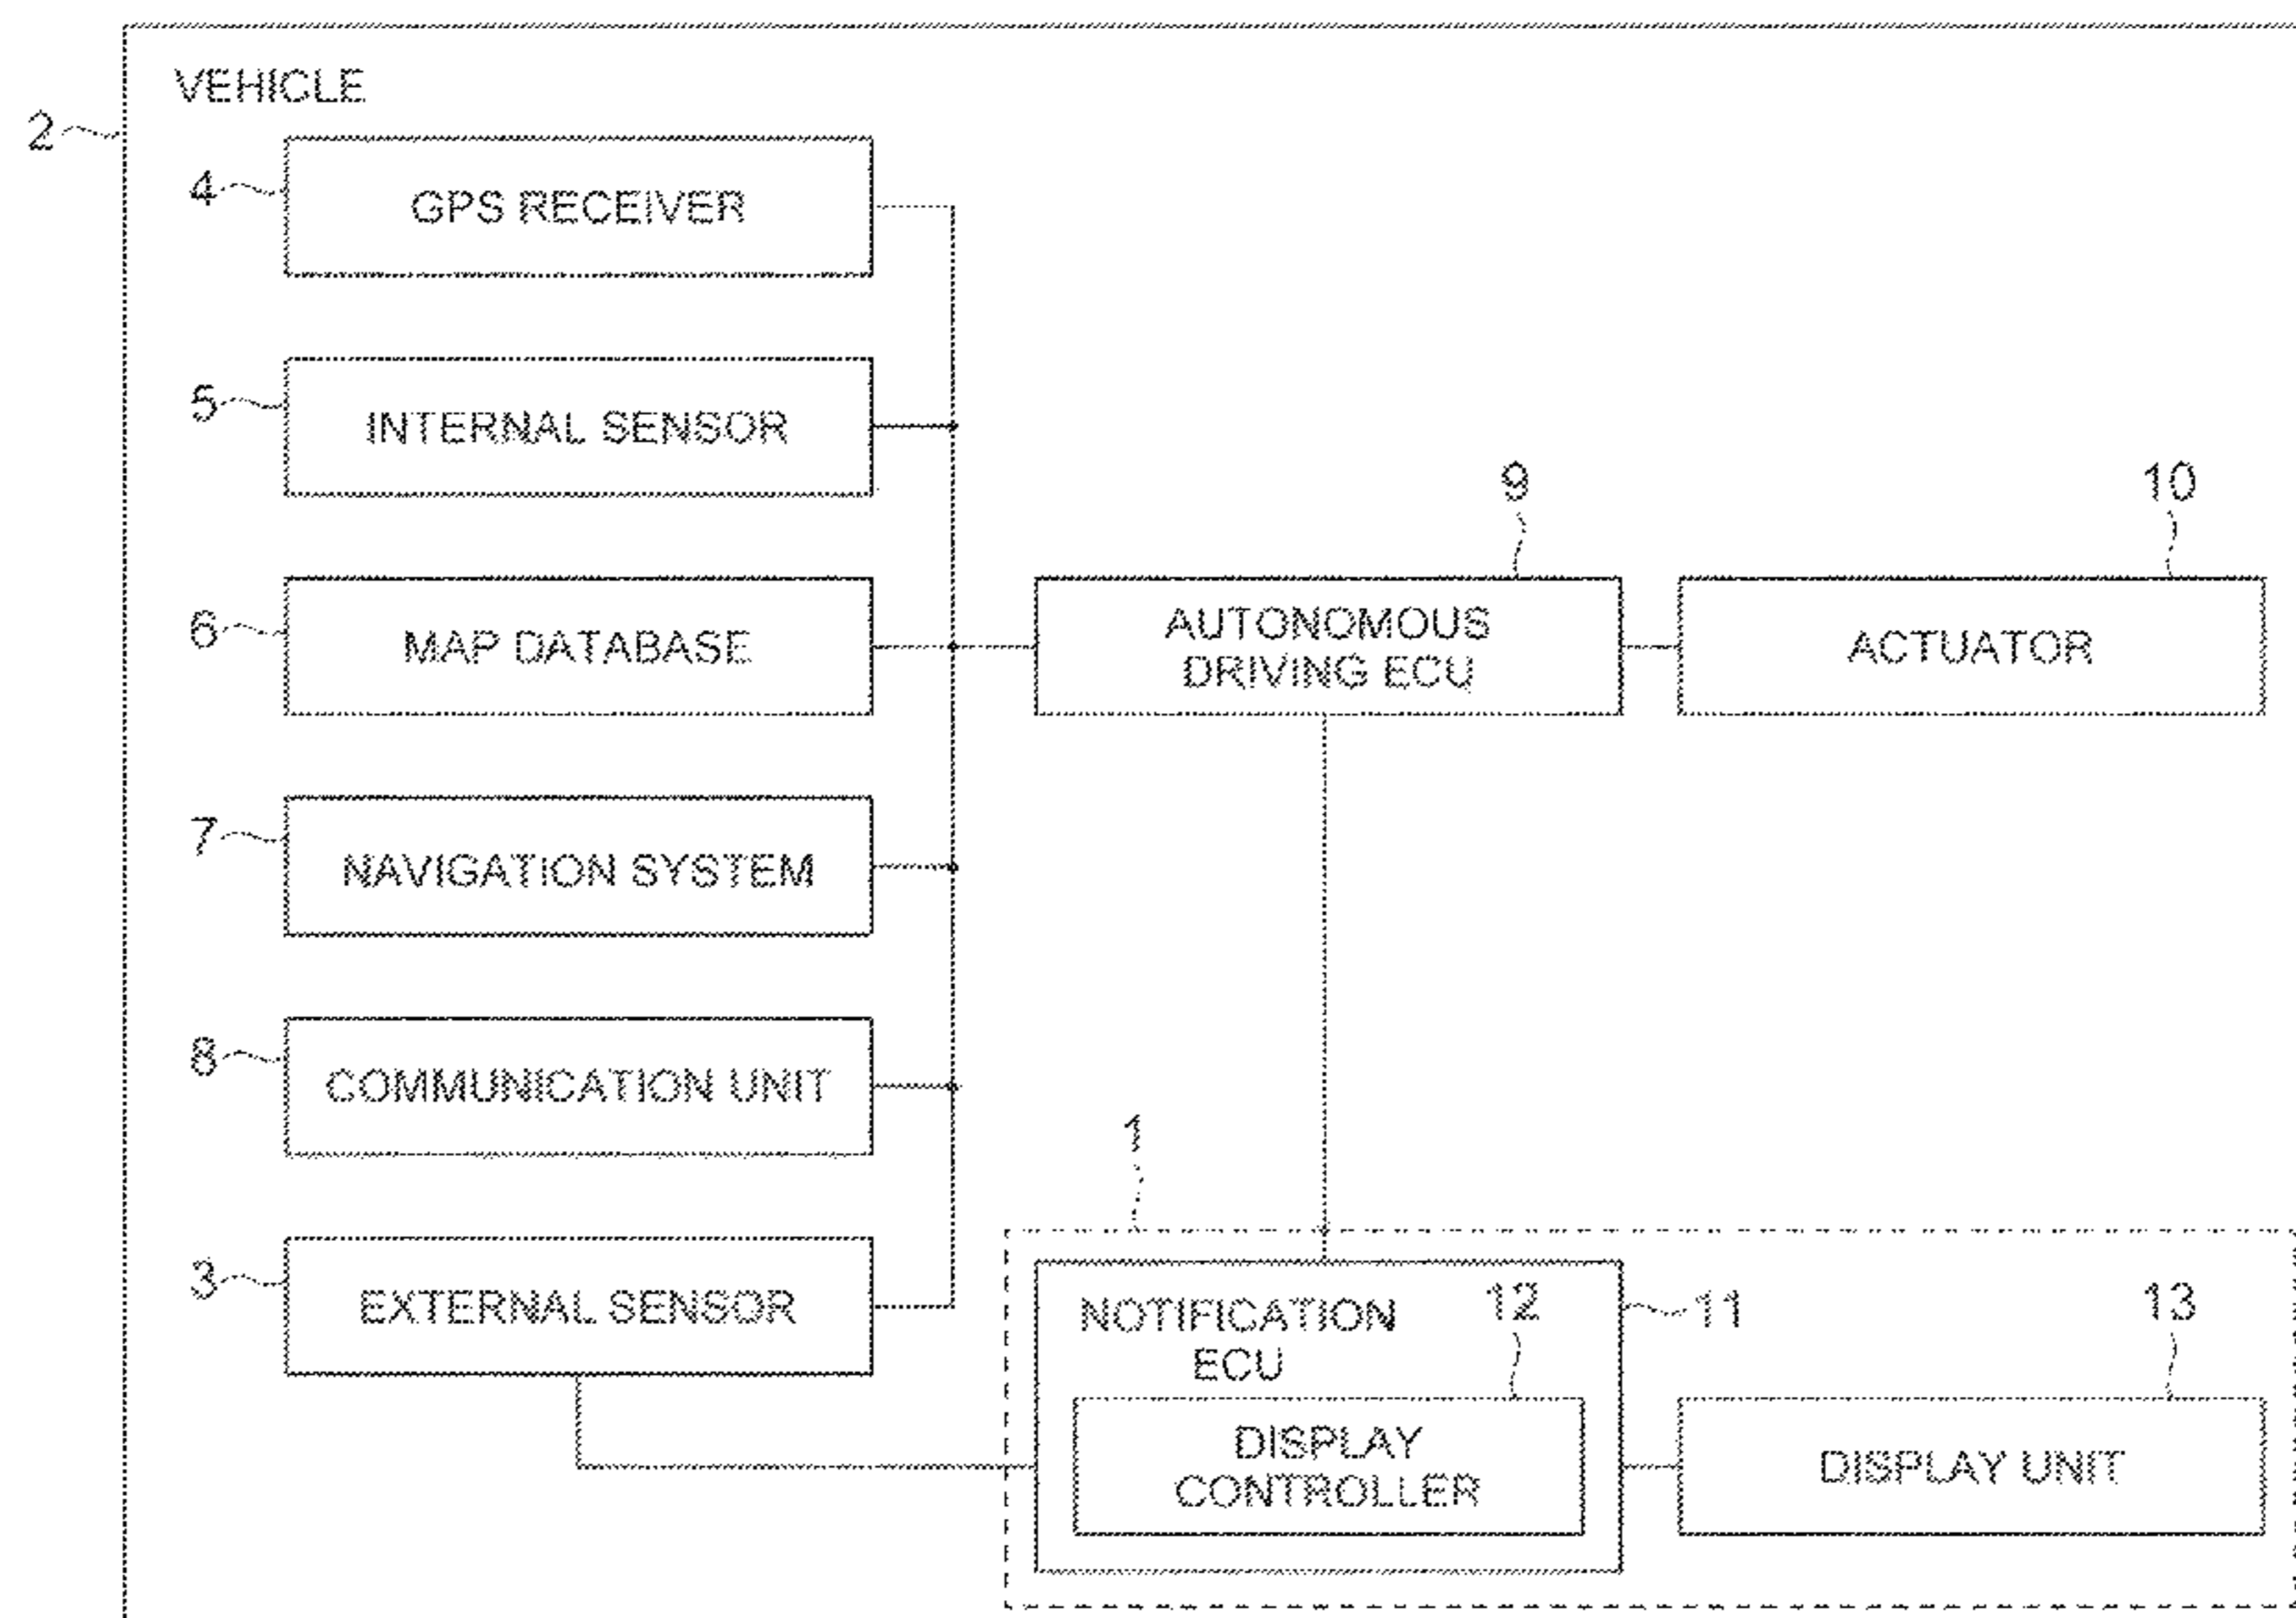 VEHICLE
2
4
GPS RECEIVER
5
INTERNAL SENSOR
9
10
6
MAP DATABASE
AUTONOMOUS
DRIVING ECU
ACTUATOR
7
NAVIGATION SYSTEM
8
COMMUNICATION UNIT
1
3
EXTERNAL SENSOR
NOTIFICATION
ECU
12
11
13
DISPLAY
CONTROLLER
DISPLAY UNIT